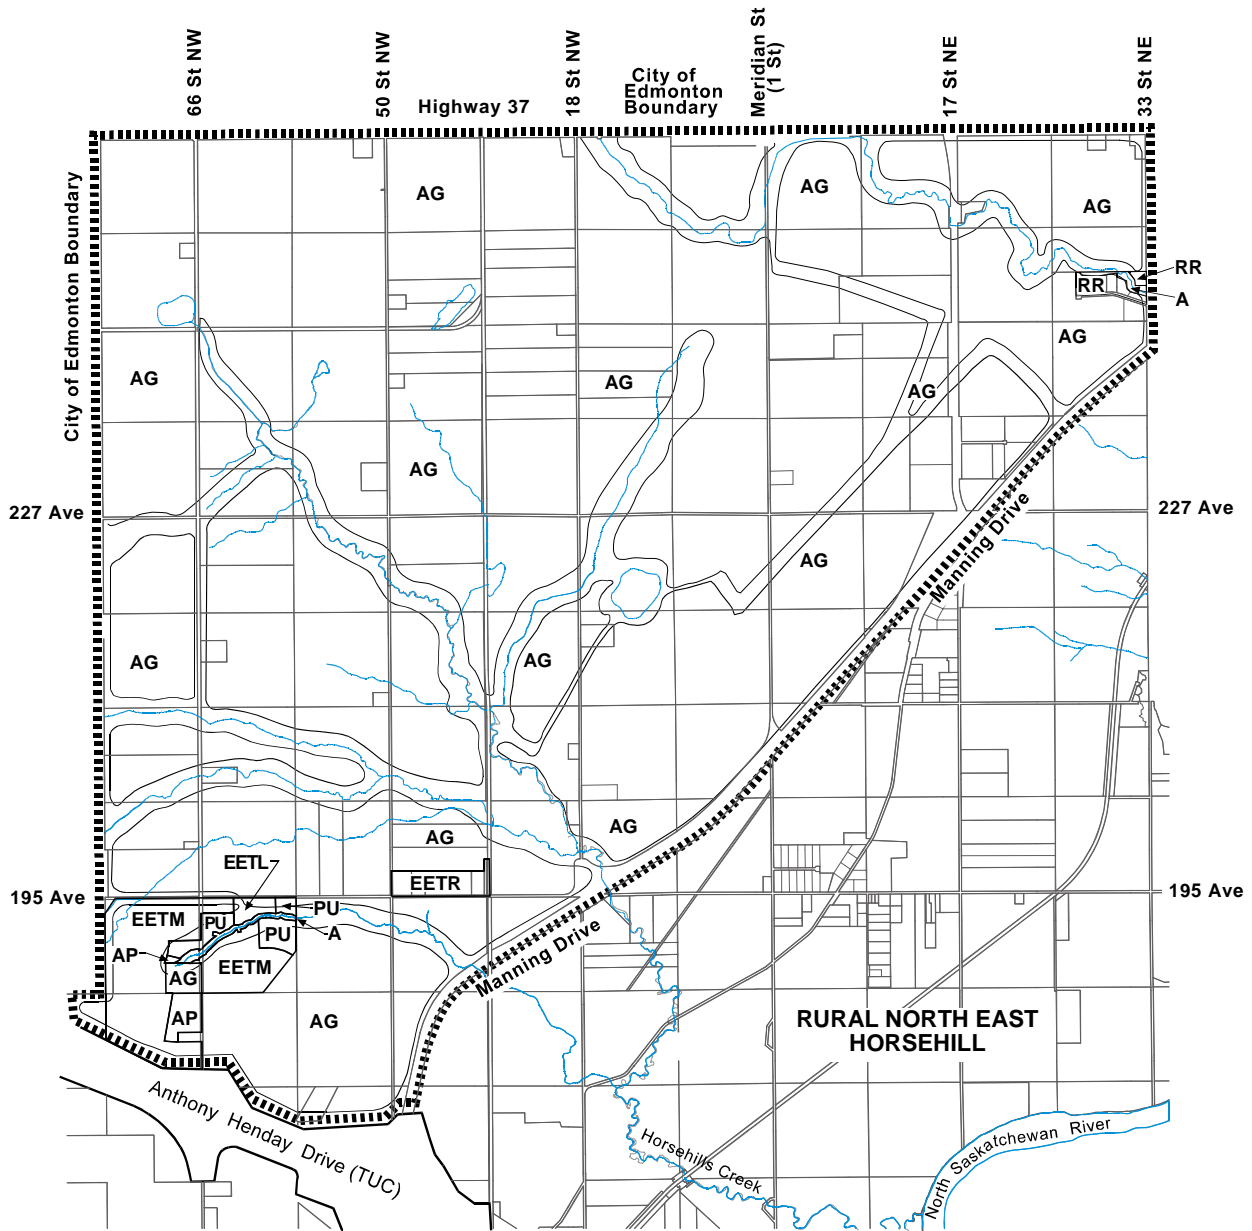 66 St NW
50 St NW
Highway 37
18 St NW
City of
Edmonton
Boundary
Meridian St
(1 St)
17 St NE
33 St NE
City of Edmonton Boundary
AG
AG
AG
RR
RR
A
AG
AG
AG
AG
AG
227 Ave
227 Ave
Manning Drive
AG
AG
AG
AG
AG
EETL
EETR
195 Ave
195 Ave
EETM
PU
PU
PU
A
AP
EETM
AG
Manning Drive
AP
AG
RURAL NORTH EAST
HORSEHILL
Anthony Henday Drive (TUC)
Horsehills Creek
North Saskatchewan River